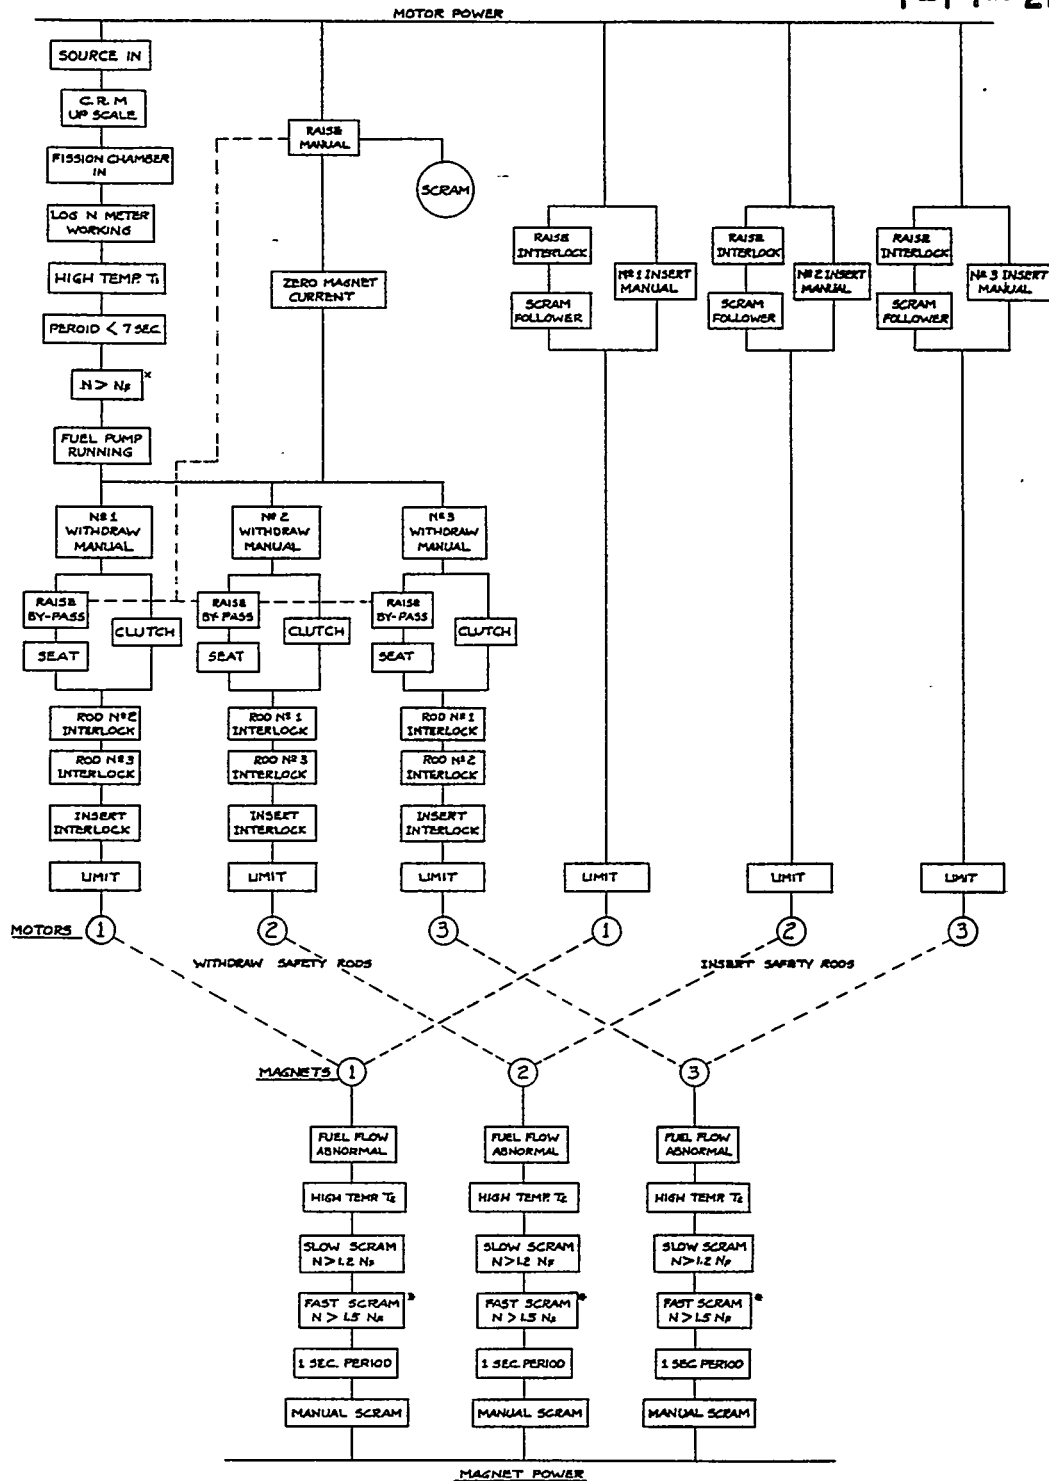 MOTOR POWER
SOURCE IN
C.R.M
UP SCALE
FISSION CHAMBER
IN
LOG N METER
WORKING
HIGH TEMP. T1
PEROID < 7 SEC.
N > NF *
FUEL PUMP
RUNNING
RAISE
MANUAL
SCRAM
ZERO MAGNET
CURRENT
RAISE
INTERLOCK
SCRAM
FOLLOWER
Nº 1 INSERT
MANUAL
RAISE
INTERLOCK
SCRAM
FOLLOWER
Nº 2 INSERT
MANUAL
RAISE
INTERLOCK
SCRAM
FOLLOWER
Nº 3 INSERT
MANUAL
Nº 1
WITHDRAW
MANUAL
Nº 2
WITHDRAW
MANUAL
Nº 3
WITHDRAW
MANUAL
RAISE
BY-PASS
SEAT
CLUTCH
RAISE
BY-PASS
SEAT
CLUTCH
RAISE
BY-PASS
SEAT
CLUTCH
ROD Nº 2
INTERLOCK
ROD Nº 3
INTERLOCK
INSERT
INTERLOCK
LIMIT
ROD Nº 1
INTERLOCK
ROD Nº 3
INTERLOCK
INSERT
INTERLOCK
LIMIT
ROD Nº 1
INTERLOCK
ROD Nº 2
INTERLOCK
INSERT
INTERLOCK
LIMIT
LIMIT
LIMIT
LIMIT
MOTORS 1 2 3 1 2 3
WITHDRAW SAFETY RODS
INSERT SAFETY RODS
MAGNETS 1 2 3
FUEL FLOW
ABNORMAL
HIGH TEMP. T2
SLOW SCRAM
N > 1.2 NF
FAST SCRAM *
N > 1.5 NF
1 SEC. PERIOD
MANUAL SCRAM
FUEL FLOW
ABNORMAL
HIGH TEMP. T2
SLOW SCRAM
N > 1.2 NF
FAST SCRAM *
N > 1.5 NF
1 SEC. PERIOD
MANUAL SCRAM
FUEL FLOW
ABNORMAL
HIGH TEMP. T2
SLOW SCRAM
N > 1.2 NF
FAST SCRAM *
N > 1.5 NF
1 SEC PERIOD
MANUAL SCRAM
MAGNET POWER